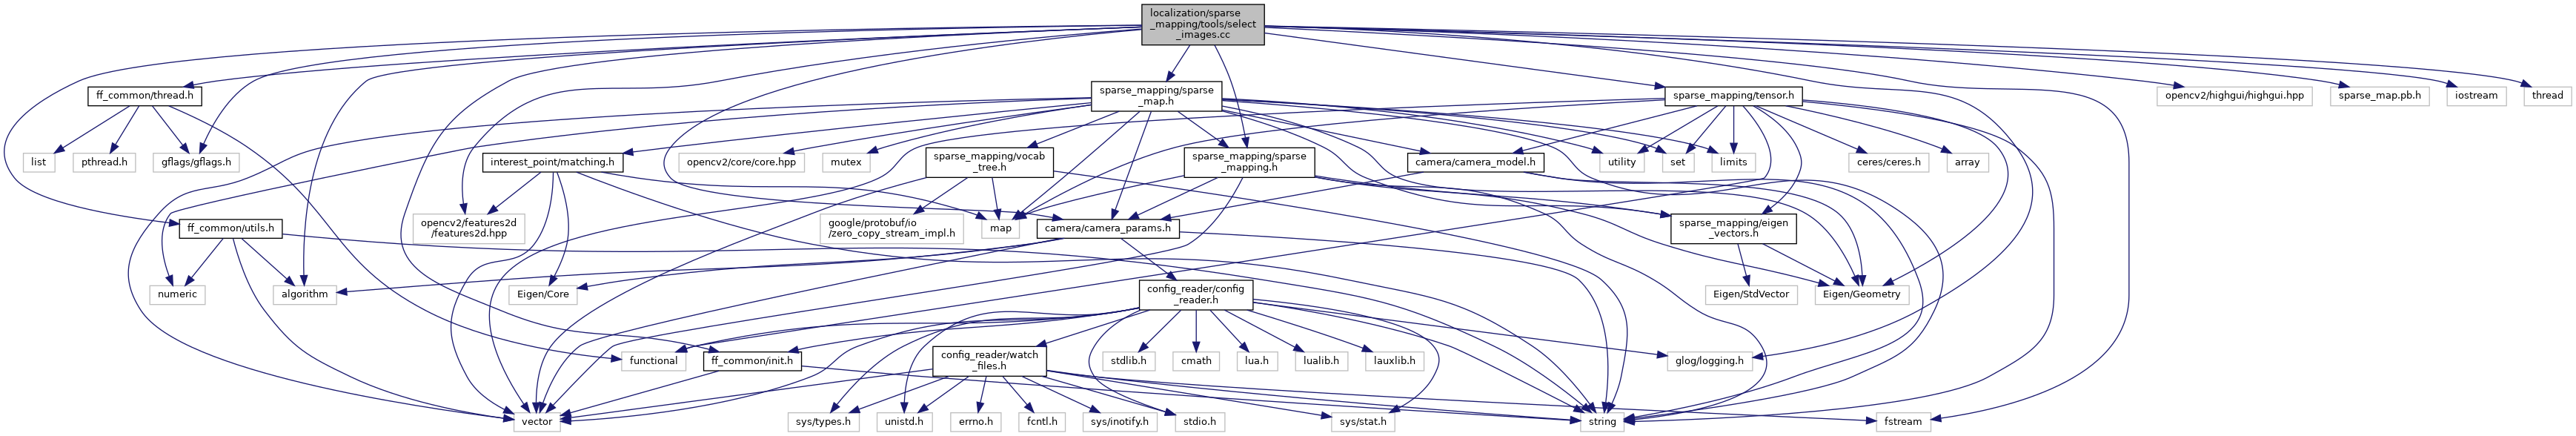 localization/sparse
_mapping/tools/select
_images.cc
ff_common/thread.h
sparse_mapping/sparse
_map.h
sparse_mapping/tensor.h
opencv2/highgui/highgui.hpp
sparse_map.pb.h
iostream
thread
list
pthread.h
gflags/gflags.h
interest_point/matching.h
opencv2/core/core.hpp
mutex
sparse_mapping/vocab
_tree.h
sparse_mapping/sparse
_mapping.h
camera/camera_model.h
utility
set
limits
ceres/ceres.h
array
ff_common/utils.h
opencv2/features2d
/features2d.hpp
google/protobuf/io
/zero_copy_stream_impl.h
map
camera/camera_params.h
sparse_mapping/eigen
_vectors.h
numeric
algorithm
Eigen/Core
config_reader/config
_reader.h
Eigen/StdVector
Eigen/Geometry
functional
ff_common/init.h
config_reader/watch
_files.h
stdlib.h
cmath
lua.h
lualib.h
lauxlib.h
glog/logging.h
vector
sys/types.h
unistd.h
errno.h
fcntl.h
sys/inotify.h
stdio.h
sys/stat.h
string
fstream